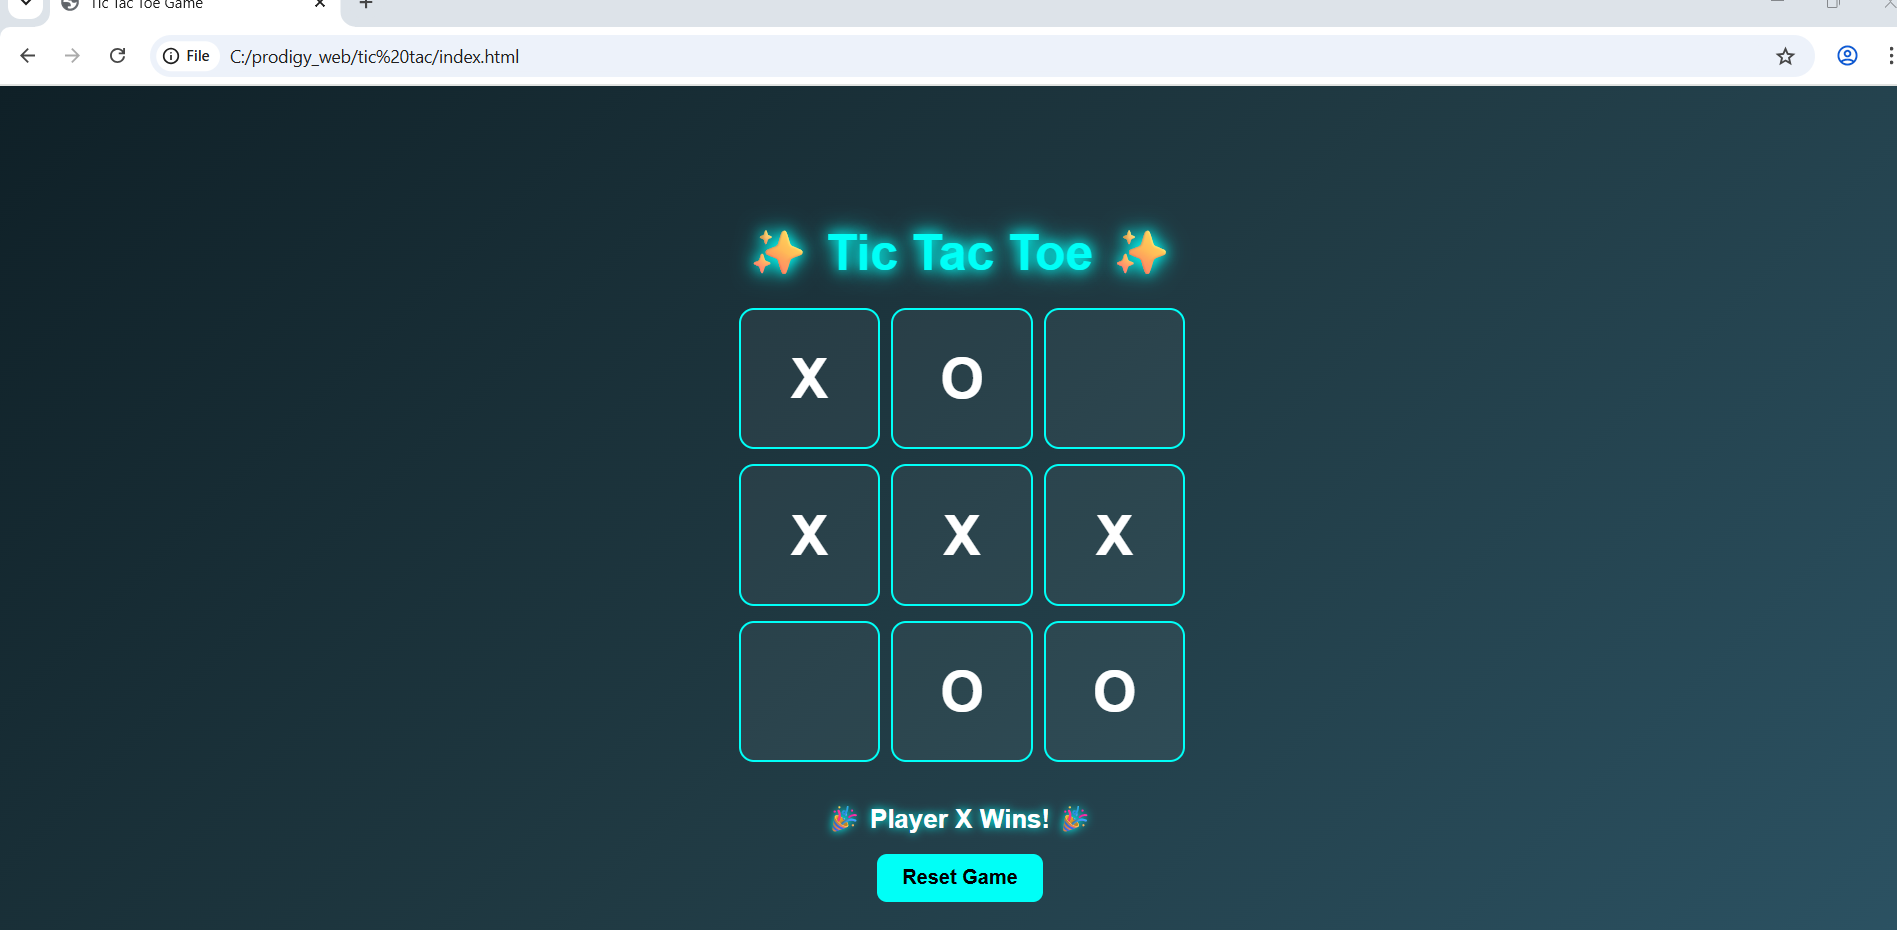 Tic Tac Toe Game
File C:/prodigy_web/tic%20tac/index.html
✨ Tic Tac Toe ✨
X O
X X X
O O
🎉 Player X Wins! 🎉
Reset Game